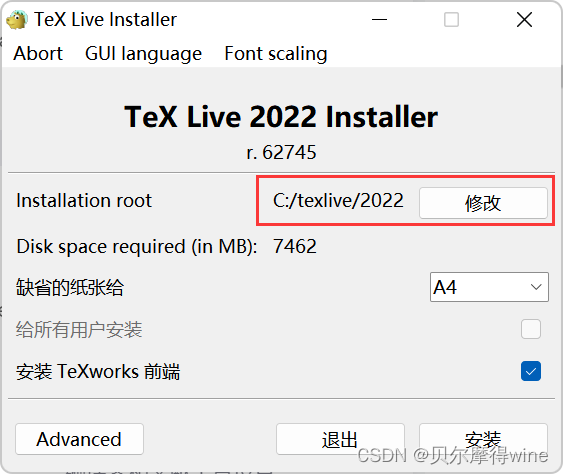 TeX Live Installer
Abort GUI language Font scaling
TeX Live 2022 Installer
r. 62745
Installation root C:/texlive/2022 修改
Disk space required (in MB): 7462
缺省的纸张给 A4
给所有用户安装
安装 TeXworks 前端
Advanced 退出 安装
CSDN @贝尔摩得wine